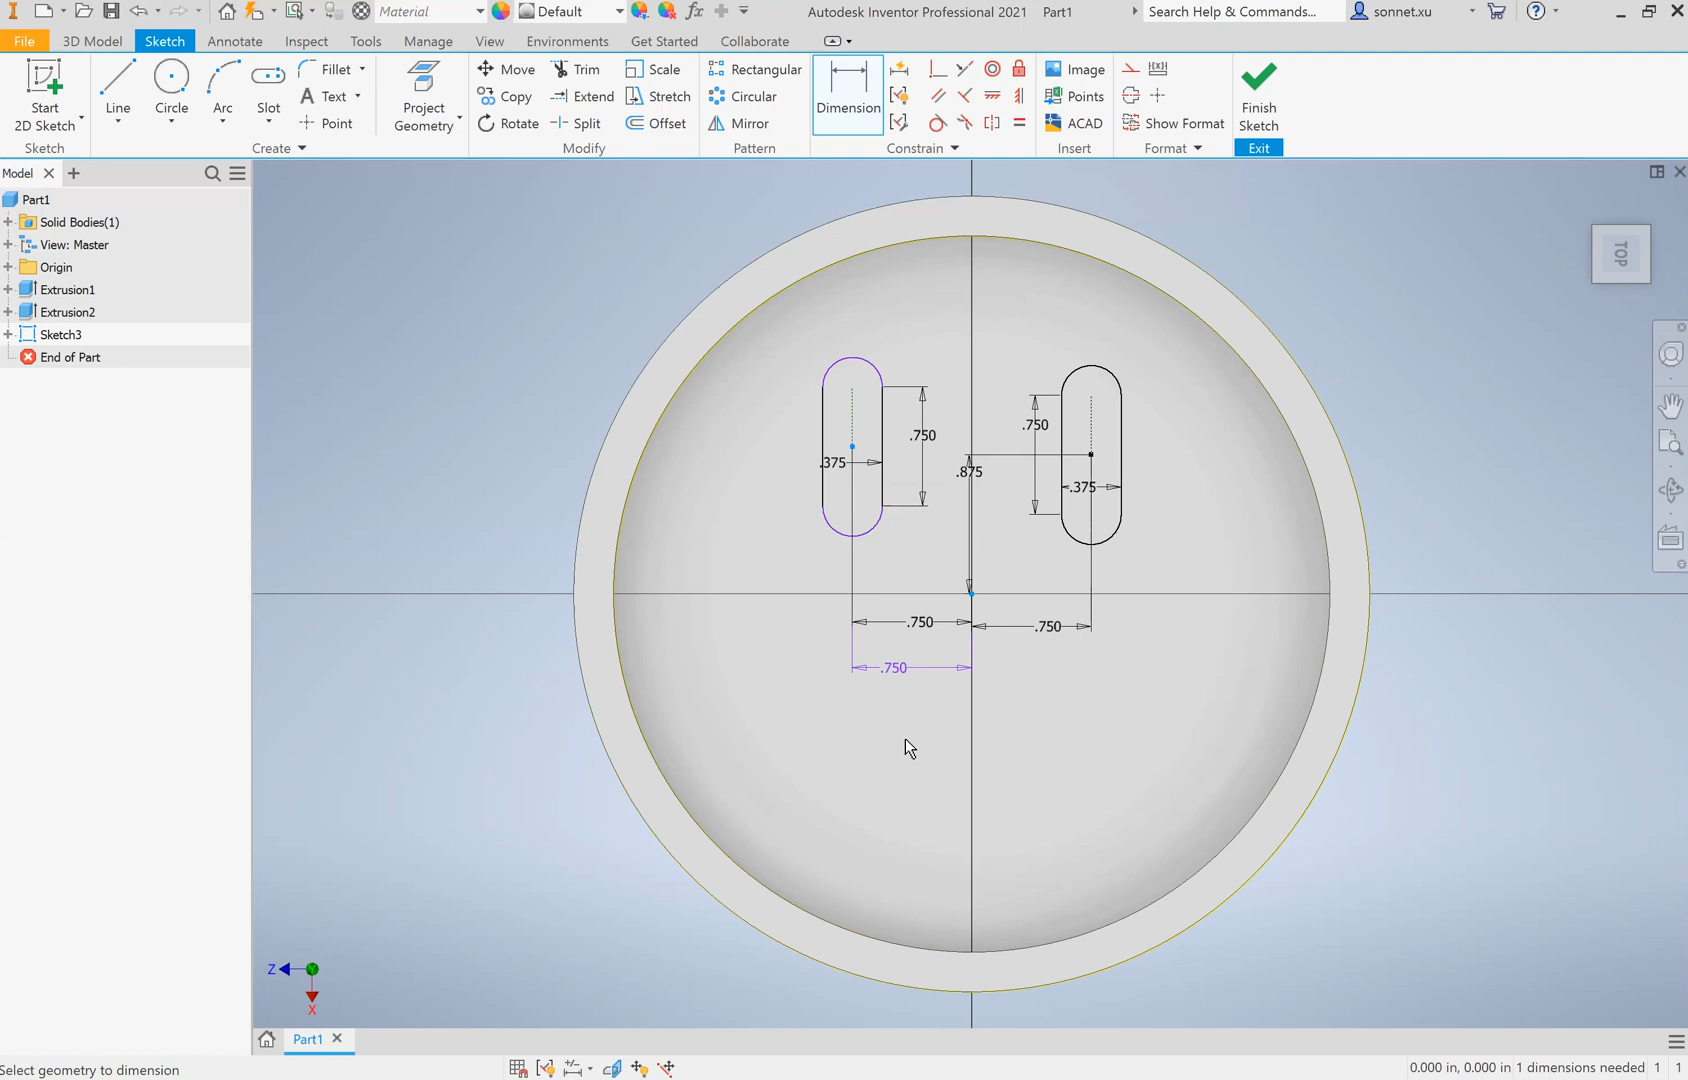 Material
Default
Autodesk Inventor Professional 2021 Part1
Search Help & Commands...
sonnet.xu
File 3D Model Sketch Annotate Inspect Tools Manage View Environments Get Started Collaborate
Start
2D Sketch
Line
Circle
Arc
Slot
Fillet
Text
Point
Project
Geometry
Move
Copy
Rotate
Trim
Extend
Split
Scale
Stretch
Offset
Rectangular
Circular
Mirror
Dimension
Image
Points
ACAD
Show Format
Finish
Sketch
Sketch Create Modify Pattern Constrain Insert Format Exit
Model
Part1
Solid Bodies(1)
View: Master
Origin
Extrusion1
Extrusion2
Sketch3
End of Part
TOP
.750
.375
.750
.875
.375
.750
.750
.750
Z
X
Part1
Select geometry to dimension
0.000 in, 0.000 in 1 dimensions needed 1 1